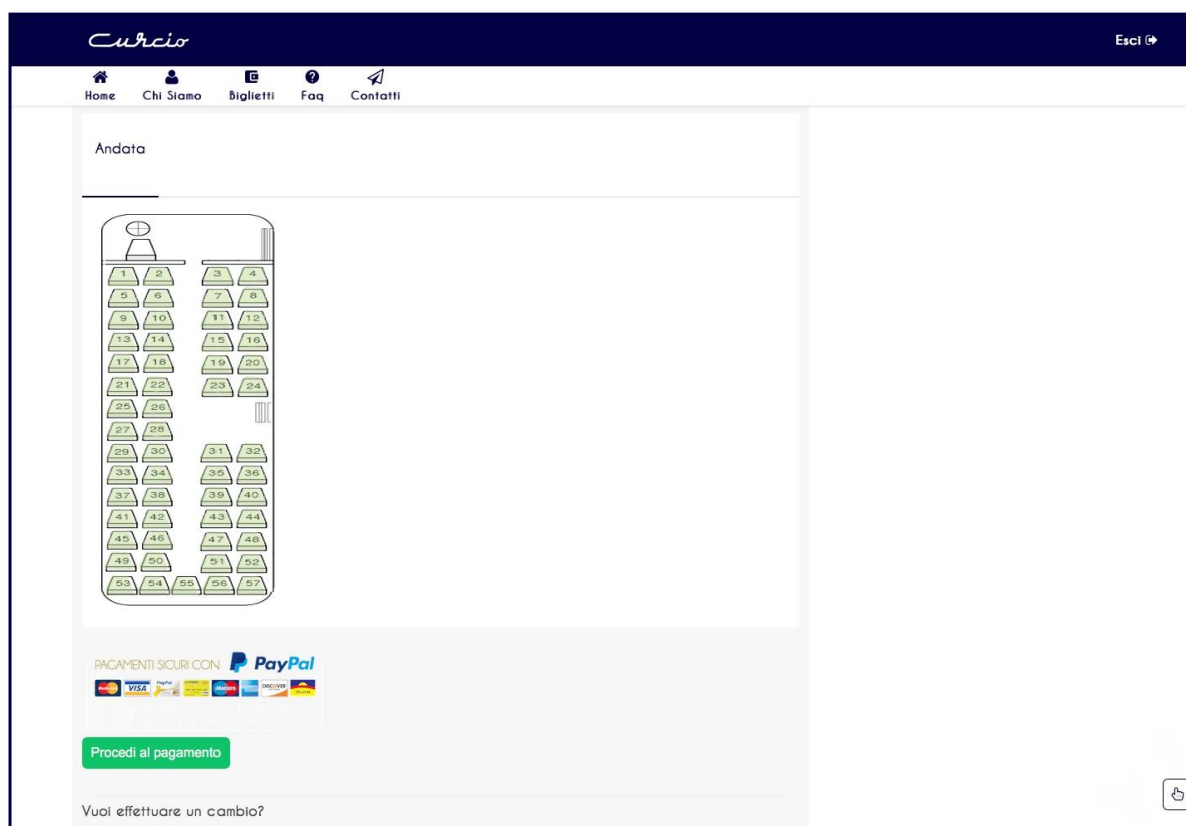 Curcio
Esci
Home Chi Siamo Biglietti Faq Contatti
Andata
1 2 3 4
5 6 7 8
9 10 11 12
13 14 15 16
17 18 19 20
21 22 23 24
25 26
27 28
29 30 31 32
33 34 35 36
37 38 39 40
41 42 43 44
45 46 47 48
49 50 51 52
53 54 55 56 57
PAGAMENTI SICURI CON PayPal
VISA PayPal Maestro DISCOVER
Procedi al pagamento
Vuoi effettuare un cambio?